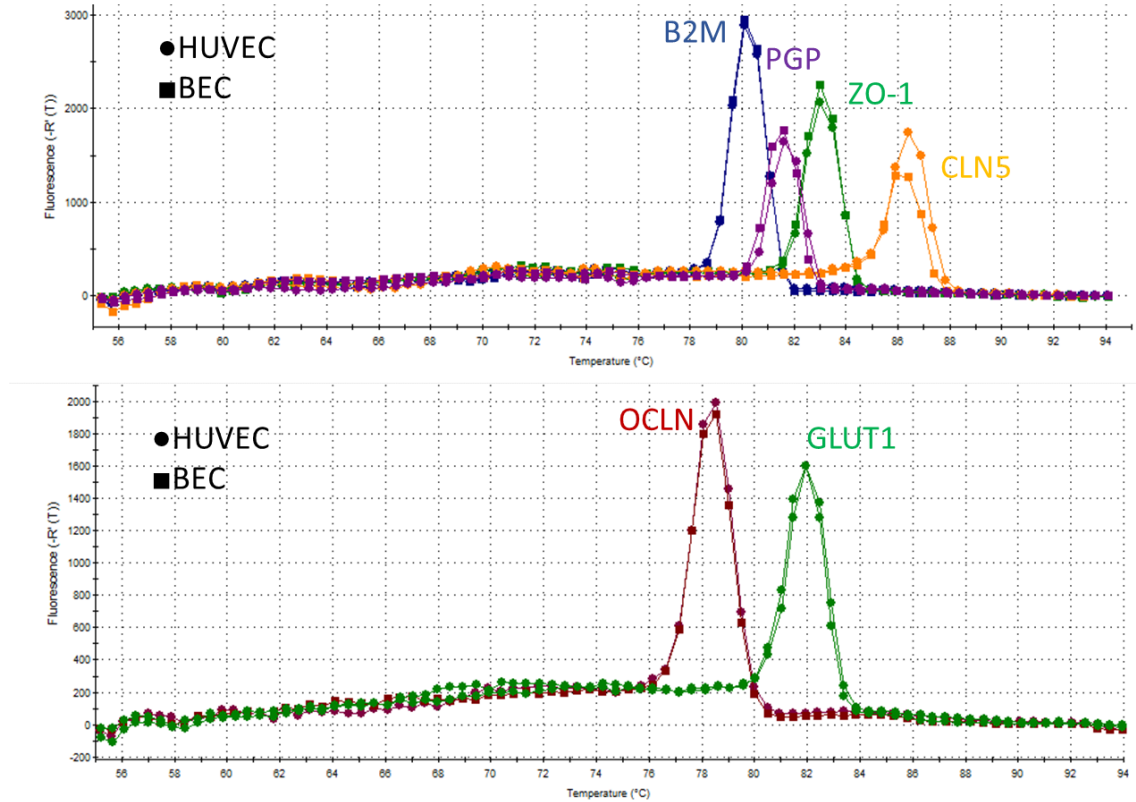 B2M
HUVEC
PGP
BEC
ZO-1
CLN5
Fluorescence (-R' (T))
3000
2000
1000
0
56 58 60 62 64 66 68 70 72 74 76 78 80 82 84 86 88 90 92 94
Temperature (°C)
OCLN
HUVEC
GLUT1
BEC
Fluorescence (-R' (T))
2000
1800
1600
1400
1200
1000
800
600
400
200
0
-200
56 58 60 62 64 66 68 70 72 74 76 78 80 82 84 86 88 90 92 94
Temperature (°C)